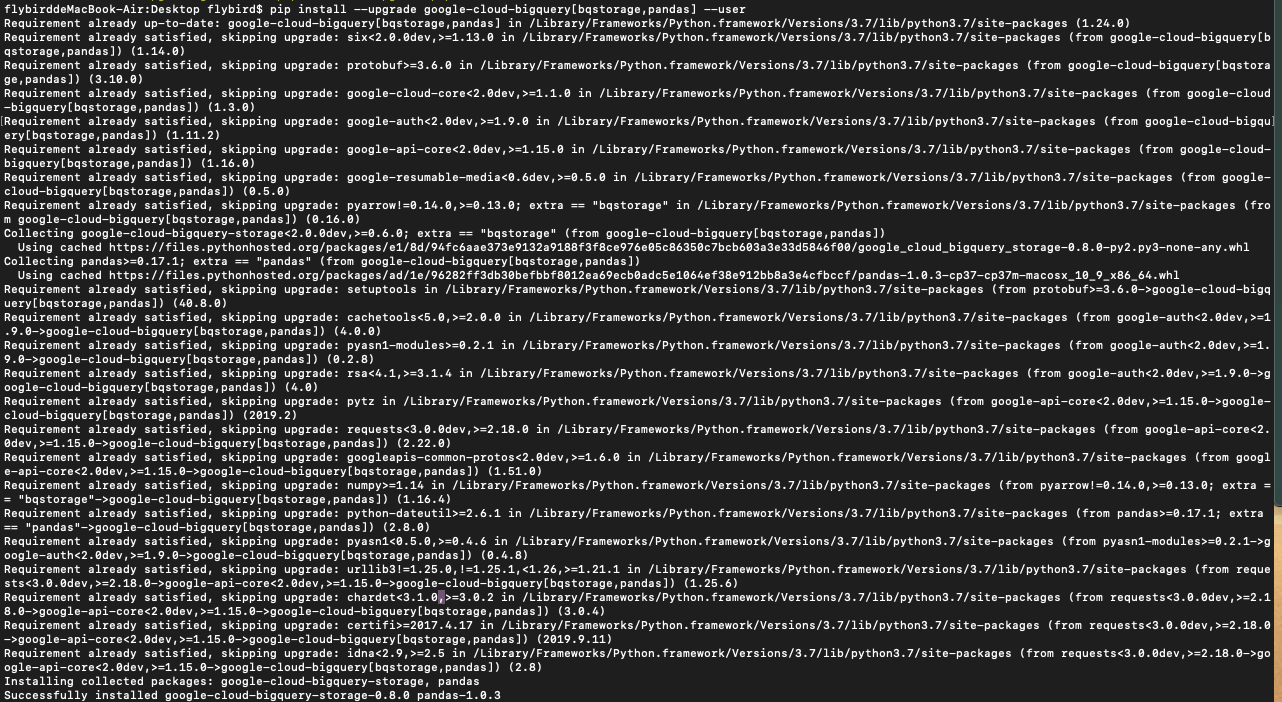 flybirddeMacBook-Air:Desktop flybird$ pip install --upgrade google-cloud-bigquery[bqstorage,pandas] --user
Requirement already up-to-date: google-cloud-bigquery[bqstorage,pandas] in /Library/Frameworks/Python.framework/Versions/3.7/lib/python3.7/site-packages (1.24.0)
Requirement already satisfied, skipping upgrade: six<2.0.0dev,>=1.13.0 in /Library/Frameworks/Python.framework/Versions/3.7/lib/python3.7/site-packages (from google-cloud-bigquery[b
qstorage,pandas]) (1.14.0)
Requirement already satisfied, skipping upgrade: protobuf>=3.6.0 in /Library/Frameworks/Python.framework/Versions/3.7/lib/python3.7/site-packages (from google-cloud-bigquery[bqstora
ge,pandas]) (3.10.0)
Requirement already satisfied, skipping upgrade: google-cloud-core<2.0dev,>=1.1.0 in /Library/Frameworks/Python.framework/Versions/3.7/lib/python3.7/site-packages (from google-cloud
-bigquery[bqstorage,pandas]) (1.3.0)
Requirement already satisfied, skipping upgrade: google-auth<2.0dev,>=1.9.0 in /Library/Frameworks/Python.framework/Versions/3.7/lib/python3.7/site-packages (from google-cloud-bigqu
ery[bqstorage,pandas]) (1.11.2)
Requirement already satisfied, skipping upgrade: google-api-core<2.0dev,>=1.15.0 in /Library/Frameworks/Python.framework/Versions/3.7/lib/python3.7/site-packages (from google-cloud-
bigquery[bqstorage,pandas]) (1.16.0)
Requirement already satisfied, skipping upgrade: google-resumable-media<0.6dev,>=0.5.0 in /Library/Frameworks/Python.framework/Versions/3.7/lib/python3.7/site-packages (from google-
cloud-bigquery[bqstorage,pandas]) (0.5.0)
Requirement already satisfied, skipping upgrade: pyarrow!=0.14.0,>=0.13.0; extra == "bqstorage" in /Library/Frameworks/Python.framework/Versions/3.7/lib/python3.7/site-packages (fro
m google-cloud-bigquery[bqstorage,pandas]) (0.16.0)
Collecting google-cloud-bigquery-storage<2.0.0dev,>=0.6.0; extra == "bqstorage" (from google-cloud-bigquery[bqstorage,pandas])
  Using cached https://files.pythonhosted.org/packages/e1/8d/94fc6aae373e9132a9188f3f8ce976e05c86350c7bcb603a3e33d5846f00/google_cloud_bigquery_storage-0.8.0-py2.py3-none-any.whl
Collecting pandas>=0.17.1; extra == "pandas" (from google-cloud-bigquery[bqstorage,pandas])
  Using cached https://files.pythonhosted.org/packages/ad/1e/96282ff3db30befbbf8012ea69ecb0adc5e1064ef38e912bb8a3e4cfbccf/pandas-1.0.3-cp37-cp37m-macosx_10_9_x86_64.whl
Requirement already satisfied, skipping upgrade: setuptools in /Library/Frameworks/Python.framework/Versions/3.7/lib/python3.7/site-packages (from protobuf>=3.6.0->google-cloud-bigq
uery[bqstorage,pandas]) (40.8.0)
Requirement already satisfied, skipping upgrade: cachetools<5.0,>=2.0.0 in /Library/Frameworks/Python.framework/Versions/3.7/lib/python3.7/site-packages (from google-auth<2.0dev,>=1
.9.0->google-cloud-bigquery[bqstorage,pandas]) (4.0.0)
Requirement already satisfied, skipping upgrade: pyasn1-modules>=0.2.1 in /Library/Frameworks/Python.framework/Versions/3.7/lib/python3.7/site-packages (from google-auth<2.0dev,>=1.
9.0->google-cloud-bigquery[bqstorage,pandas]) (0.2.8)
Requirement already satisfied, skipping upgrade: rsa<4.1,>=3.1.4 in /Library/Frameworks/Python.framework/Versions/3.7/lib/python3.7/site-packages (from google-auth<2.0dev,>=1.9.0->g
oogle-cloud-bigquery[bqstorage,pandas]) (4.0)
Requirement already satisfied, skipping upgrade: pytz in /Library/Frameworks/Python.framework/Versions/3.7/lib/python3.7/site-packages (from google-api-core<2.0dev,>=1.15.0->google-
cloud-bigquery[bqstorage,pandas]) (2019.2)
Requirement already satisfied, skipping upgrade: requests<3.0.0dev,>=2.18.0 in /Library/Frameworks/Python.framework/Versions/3.7/lib/python3.7/site-packages (from google-api-core<2.
0dev,>=1.15.0->google-cloud-bigquery[bqstorage,pandas]) (2.22.0)
Requirement already satisfied, skipping upgrade: googleapis-common-protos<2.0dev,>=1.6.0 in /Library/Frameworks/Python.framework/Versions/3.7/lib/python3.7/site-packages (from googl
e-api-core<2.0dev,>=1.15.0->google-cloud-bigquery[bqstorage,pandas]) (1.51.0)
Requirement already satisfied, skipping upgrade: numpy>=1.14 in /Library/Frameworks/Python.framework/Versions/3.7/lib/python3.7/site-packages (from pyarrow!=0.14.0,>=0.13.0; extra =
= "bqstorage"->google-cloud-bigquery[bqstorage,pandas]) (1.16.4)
Requirement already satisfied, skipping upgrade: python-dateutil>=2.6.1 in /Library/Frameworks/Python.framework/Versions/3.7/lib/python3.7/site-packages (from pandas>=0.17.1; extra
== "pandas"->google-cloud-bigquery[bqstorage,pandas]) (2.8.0)
Requirement already satisfied, skipping upgrade: pyasn1<0.5.0,>=0.4.6 in /Library/Frameworks/Python.framework/Versions/3.7/lib/python3.7/site-packages (from pyasn1-modules>=0.2.1->g
oogle-auth<2.0dev,>=1.9.0->google-cloud-bigquery[bqstorage,pandas]) (0.4.8)
Requirement already satisfied, skipping upgrade: urllib3!=1.25.0,!=1.25.1,<1.26,>=1.21.1 in /Library/Frameworks/Python.framework/Versions/3.7/lib/python3.7/site-packages (from reque
sts<3.0.0dev,>=2.18.0->google-api-core<2.0dev,>=1.15.0->google-cloud-bigquery[bqstorage,pandas]) (1.25.6)
Requirement already satisfied, skipping upgrade: chardet<3.1.0,>=3.0.2 in /Library/Frameworks/Python.framework/Versions/3.7/lib/python3.7/site-packages (from requests<3.0.0dev,>=2.1
8.0->google-api-core<2.0dev,>=1.15.0->google-cloud-bigquery[bqstorage,pandas]) (3.0.4)
Requirement already satisfied, skipping upgrade: certifi>=2017.4.17 in /Library/Frameworks/Python.framework/Versions/3.7/lib/python3.7/site-packages (from requests<3.0.0dev,>=2.18.0
->google-api-core<2.0dev,>=1.15.0->google-cloud-bigquery[bqstorage,pandas]) (2019.9.11)
Requirement already satisfied, skipping upgrade: idna<2.9,>=2.5 in /Library/Frameworks/Python.framework/Versions/3.7/lib/python3.7/site-packages (from requests<3.0.0dev,>=2.18.0->go
ogle-api-core<2.0dev,>=1.15.0->google-cloud-bigquery[bqstorage,pandas]) (2.8)
Installing collected packages: google-cloud-bigquery-storage, pandas
Successfully installed google-cloud-bigquery-storage-0.8.0 pandas-1.0.3